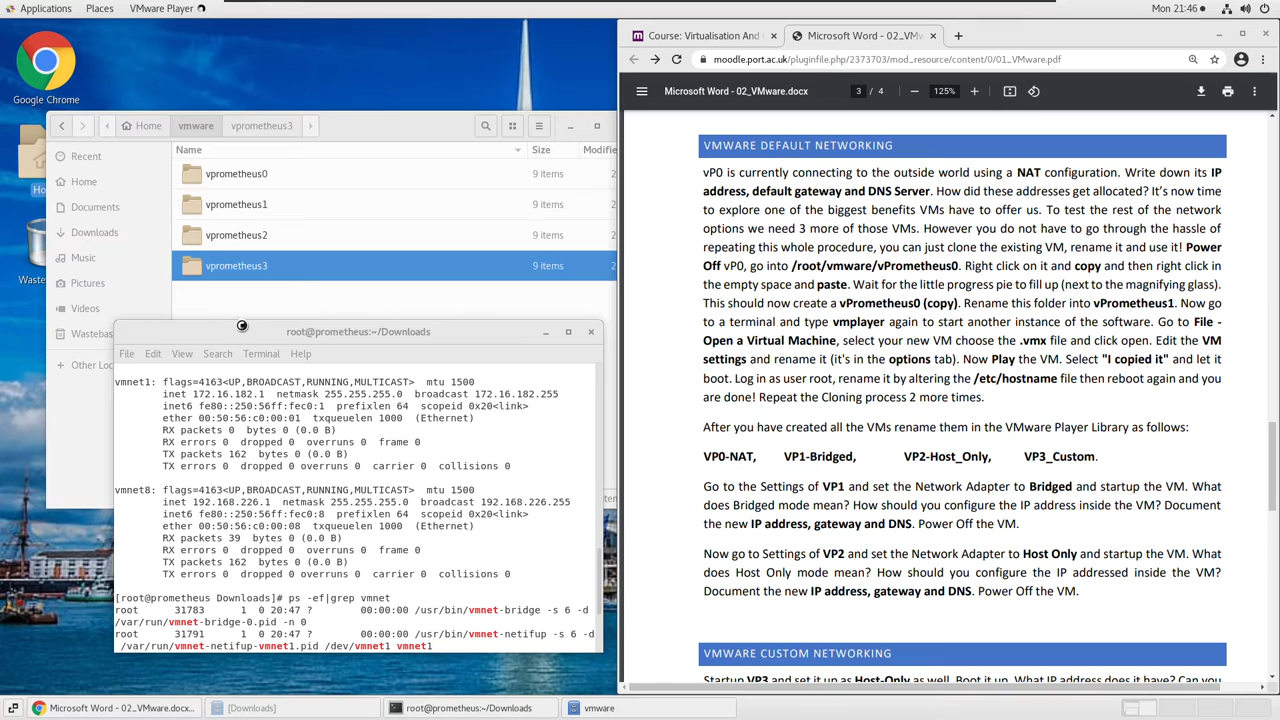 Applications Places VMware Player Mon 21:46
Google Chrome
Home vmware vprometheus3
Name Size Modifie
Recent
vprometheus0 9 items 2
Home
vprometheus1 9 items 2
Documents
vprometheus2 9 items 2
Downloads
Music
vprometheus3 9 items 2
Pictures
Videos
Wastebas
Other Loc
Ho
Waste
root@prometheus:~/Downloads
File Edit View Search Terminal Help
vmnet1: flags=4163<UP,BROADCAST,RUNNING,MULTICAST> mtu 1500
inet 172.16.182.1 netmask 255.255.255.0 broadcast 172.16.182.255
inet6 fe80::250:56ff:fec0:1 prefixlen 64 scopeid 0x20<link>
ether 00:50:56:c0:00:01 txqueuelen 1000 (Ethernet)
RX packets 0 bytes 0 (0.0 B)
RX errors 0 dropped 0 overruns 0 frame 0
TX packets 162 bytes 0 (0.0 B)
TX errors 0 dropped 0 overruns 0 carrier 0 collisions 0
vmnet8: flags=4163<UP,BROADCAST,RUNNING,MULTICAST> mtu 1500
inet 192.168.226.1 netmask 255.255.255.0 broadcast 192.168.226.255
inet6 fe80::250:56ff:fec0:8 prefixlen 64 scopeid 0x20<link>
ether 00:50:56:c0:00:08 txqueuelen 1000 (Ethernet)
RX packets 39 bytes 0 (0.0 B)
RX errors 0 dropped 0 overruns 0 frame 0
TX packets 162 bytes 0 (0.0 B)
TX errors 0 dropped 0 overruns 0 carrier 0 collisions 0
[root@prometheus Downloads]# ps -ef|grep vmnet
root 31783 1 0 20:47 ? 00:00:00 /usr/bin/vmnet-bridge -s 6 -d
/var/run/vmnet-bridge-0.pid -n 0
root 31791 1 0 20:47 ? 00:00:00 /usr/bin/vmnet-netifup -s 6 -d
/var/run/vmnet-netifup-vmnet1.pid /dev/vmnet1 vmnet1
Course: Virtualisation And Microsoft Word - 02_VMw
moodle.port.ac.uk/pluginfile.php/2373703/mod_resource/content/0/01_VMware.pdf
Microsoft Word - 02_VMware.docx 3 / 4 125%
VMWARE DEFAULT NETWORKING
vP0 is currently connecting to the outside world using a NAT configuration. Write down its IP
address, default gateway and DNS Server. How did these addresses get allocated? It's now time
to explore one of the biggest benefits VMs have to offer us. To test the rest of the network
options we need 3 more of those VMs. However you do not have to go through the hassle of
repeating this whole procedure, you can just clone the existing VM, rename it and use it! Power
Off vP0, go into /root/vmware/vPrometheus0. Right click on it and copy and then right click in
the empty space and paste. Wait for the little progress pie to fill up (next to the magnifying glass).
This should now create a vPrometheus0 (copy). Rename this folder into vPrometheus1. Now go
to a terminal and type vmplayer again to start another instance of the software. Go to File -
Open a Virtual Machine, select your new VM choose the .vmx file and click open. Edit the VM
settings and rename it (it's in the options tab). Now Play the VM. Select "I copied it" and let it
boot. Log in as user root, rename it by altering the /etc/hostname file then reboot again and you
are done! Repeat the Cloning process 2 more times.
After you have created all the VMs rename them in the VMware Player Library as follows:
VP0-NAT, VP1-Bridged, VP2-Host_Only, VP3_Custom.
Go to the Settings of VP1 and set the Network Adapter to Bridged and startup the VM. What
does Bridged mode mean? How should you configure the IP address inside the VM? Document
the new IP address, gateway and DNS. Power Off the VM.
Now go to Settings of VP2 and set the Network Adapter to Host Only and startup the VM. What
does Host Only mode mean? How should you configure the IP addressed inside the VM?
Document the new IP address, gateway and DNS. Power Off the VM.
VMWARE CUSTOM NETWORKING
Startup VP3 and set it up as Host-Only as well. Boot it up. What IP address does it have? Can you
Microsoft Word - 02_VMware.docx... [Downloads] root@prometheus:~/Downloads vmware